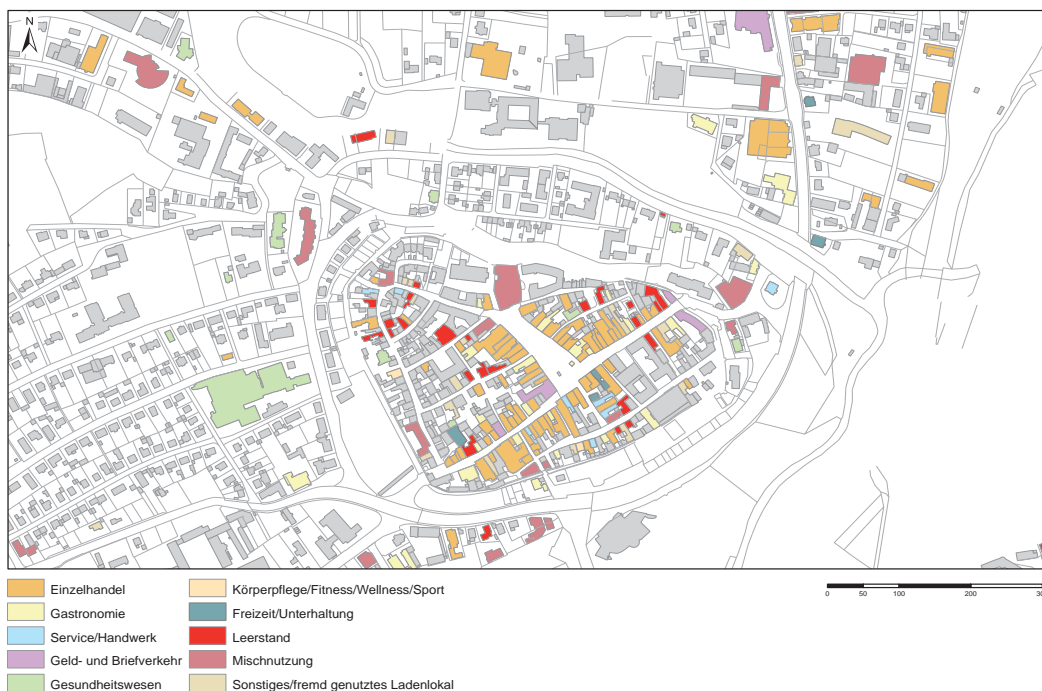 N
Einzelhandel
Gastronomie
Service/Handwerk
Geld- und Briefverkehr
Gesundheitswesen
Körperpflege/Fitness/Wellness/Sport
Freizeit/Unterhaltung
Leerstand
Mischnutzung
Sonstiges/fremd genutztes Ladenlokal
0 50 100 200 30